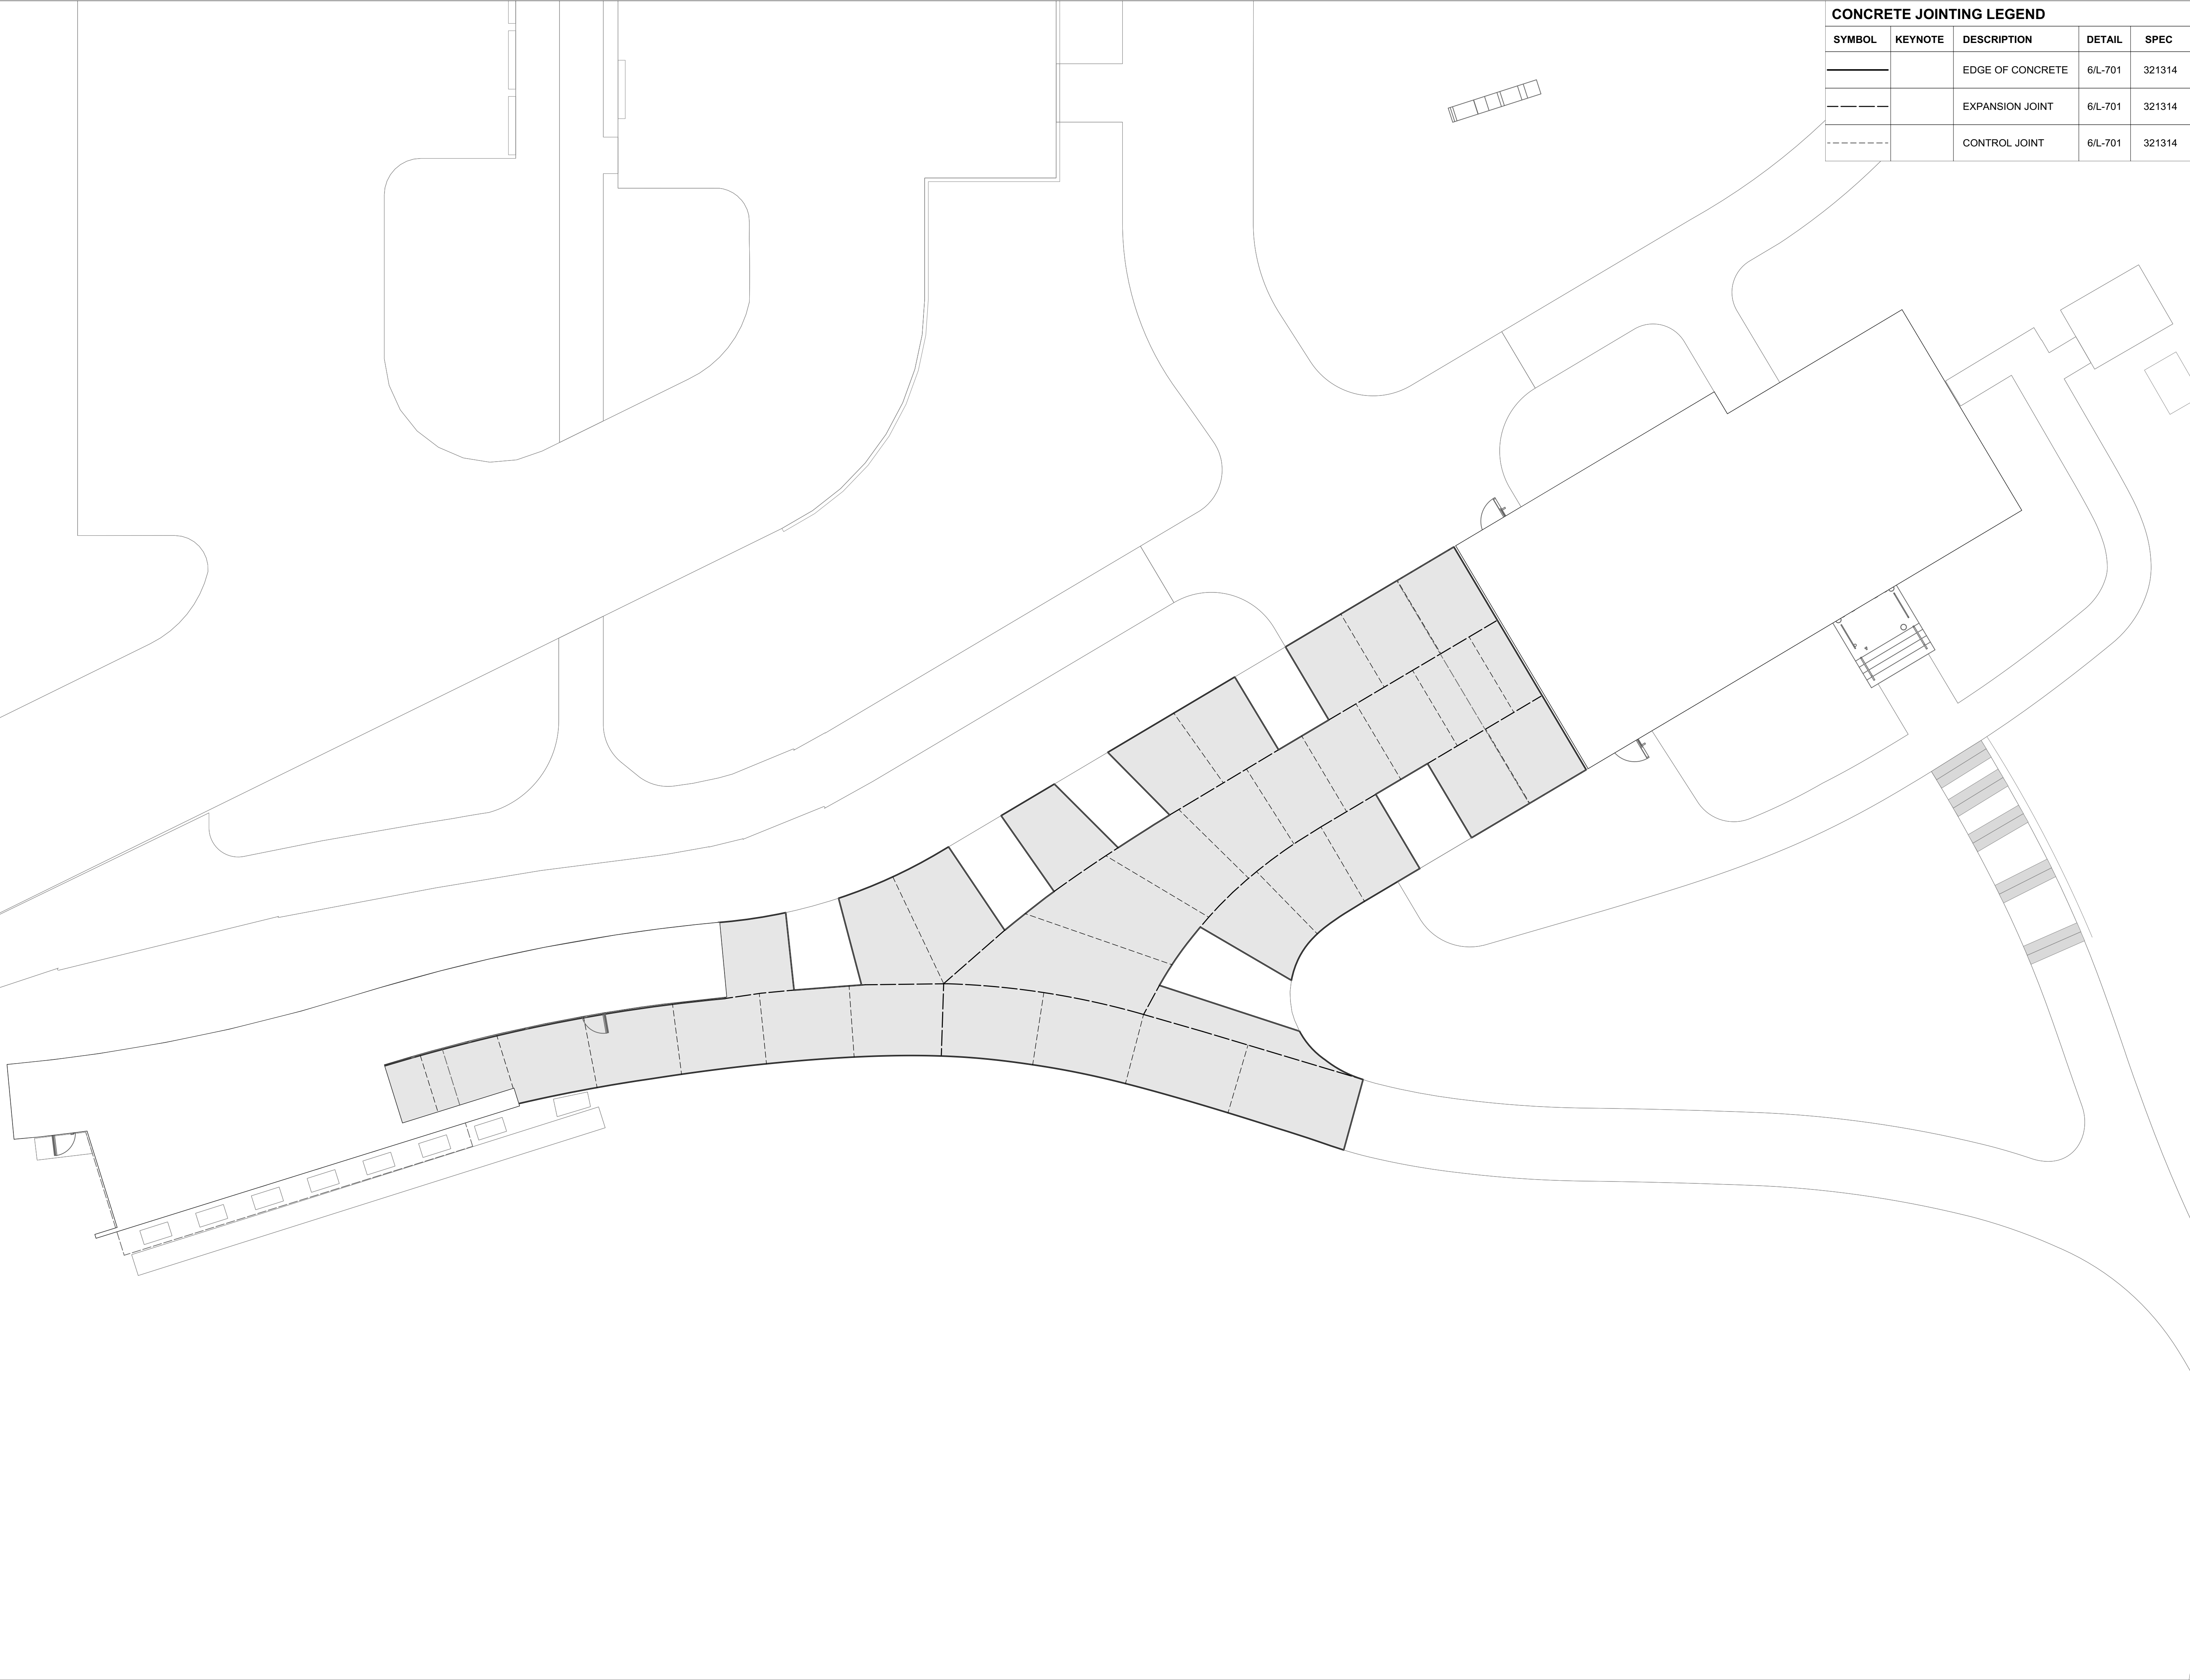 CONCRETE JOINTING LEGEND
SYMBOL KEYNOTE DESCRIPTION DETAIL SPEC
EDGE OF CONCRETE 6/L-701 321314
EXPANSION JOINT 6/L-701 321314
CONTROL JOINT 6/L-701 321314